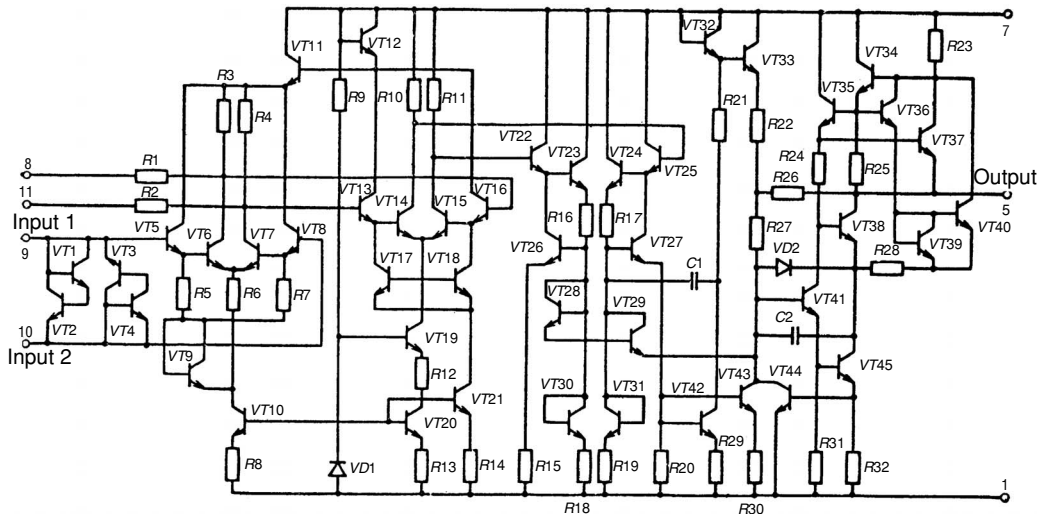 7
VT32
VT34
R23
VT11
VT12
VT33
R3
VT35
R9
R10
R11
R21
VT36
R4
R22
VT22
VT23
VT24
VT37
8
R1
VT25
R24
R25
R26
Output
11
R2
VT13
VT14
VT15
VT16
5
Input 1
R16
R17
R27
VT38
VT40
9
VT5
VT6
VT7
VT8
VT26
VT27
VT39
VT1
VT3
VT17
VT18
C1
VD2
R28
R5
R6
R7
VT28
VT29
VT41
10
VT2
VT4
C2
Input 2
VT9
VT19
VT43
VT44
VT45
R12
VT30
VT31
VT42
VT21
VT10
VT20
R8
VD1
R13
R14
R15
R19
R20
R29
R31
R32
1
R18
R30